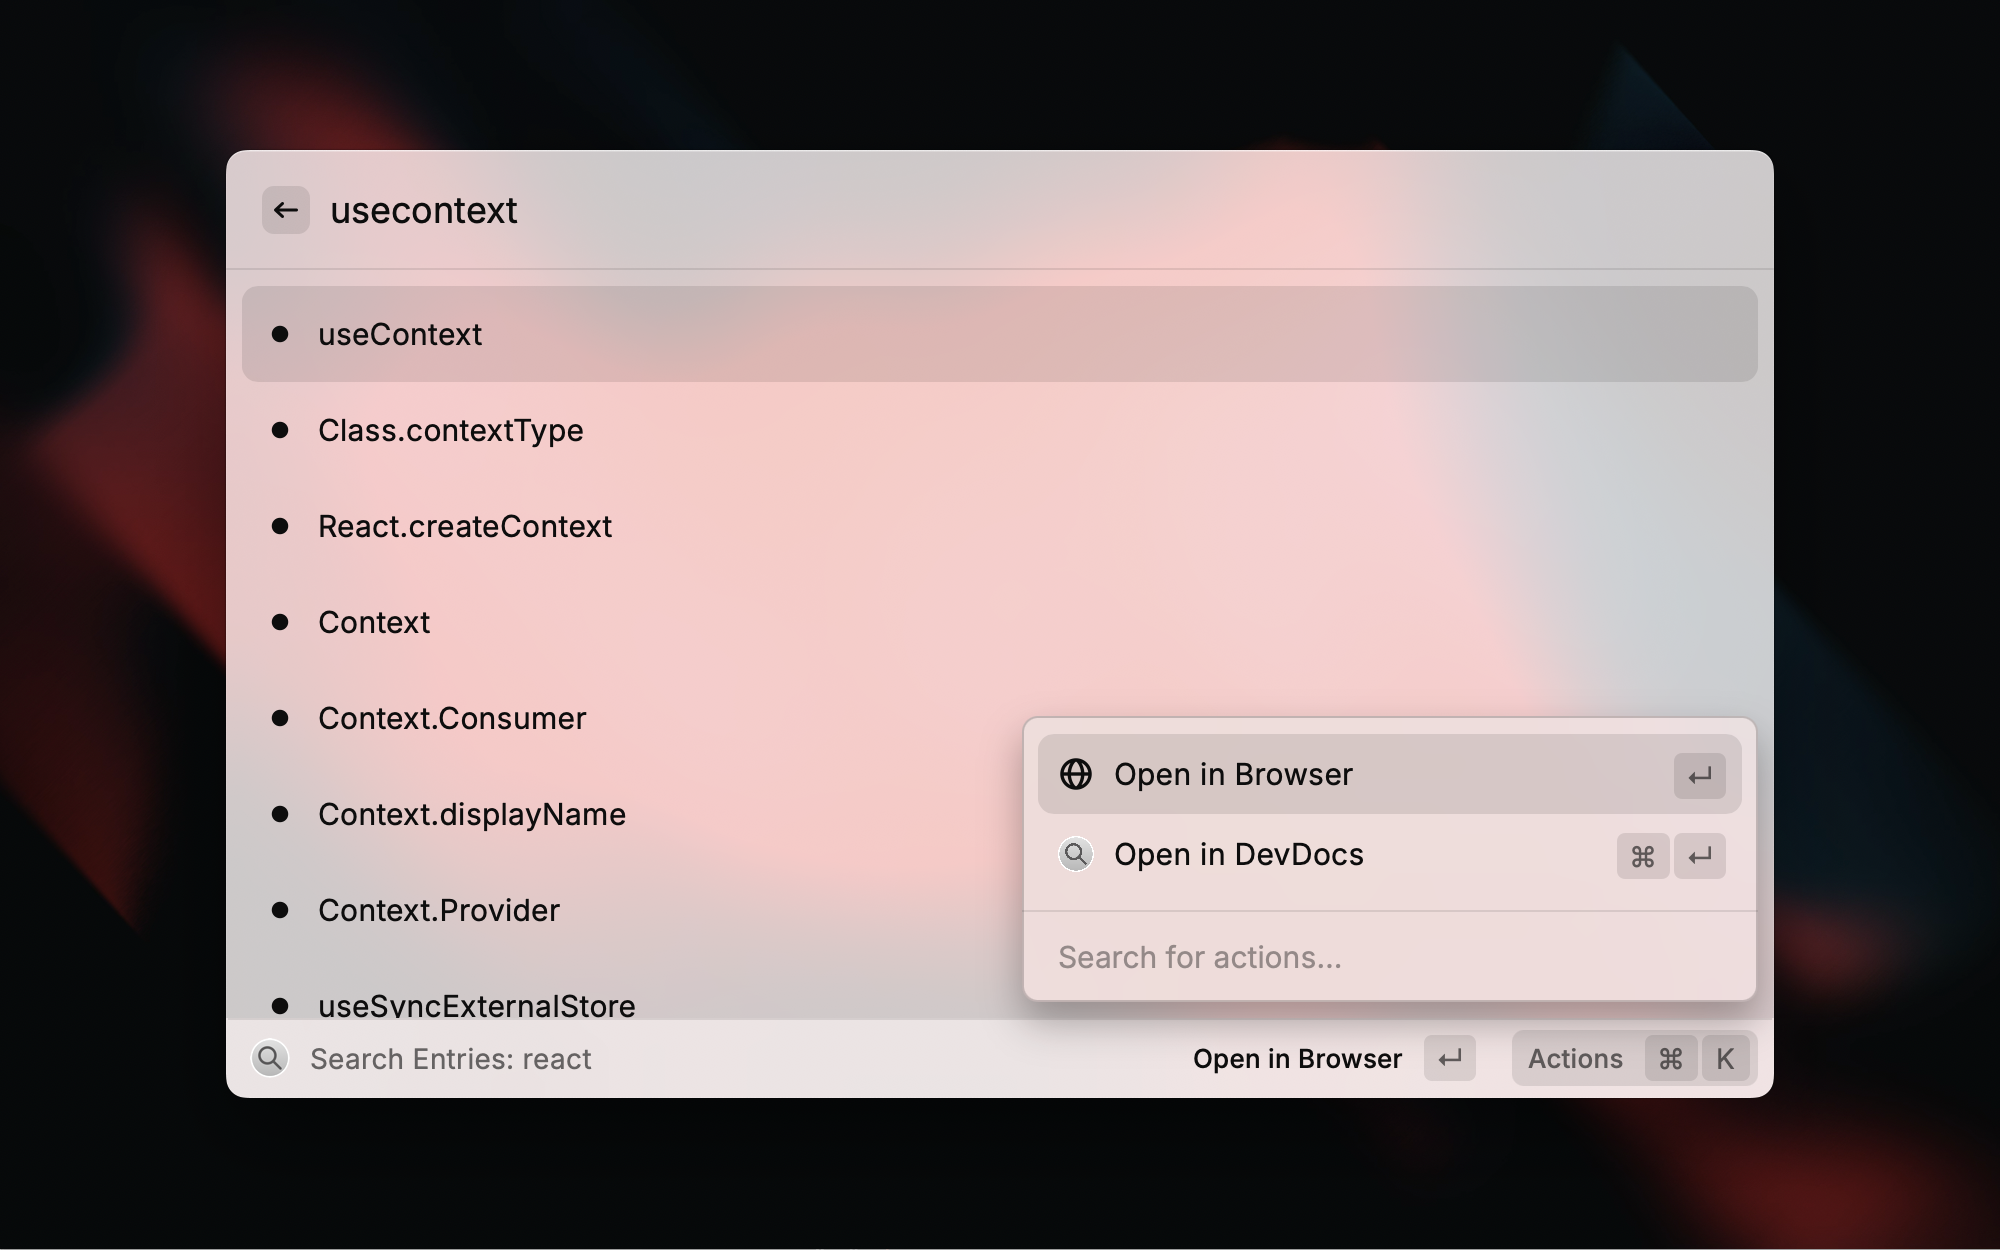 usecontext
useContext
Class.contextType
React.createContext
Context
Context.Consumer
Context.displayName
Context.Provider
useSyncExternalStore
Open in Browser ↵
Open in DevDocs ⌘ ↵
Search for actions...
Search Entries: react
Open in Browser ↵ Actions ⌘ K